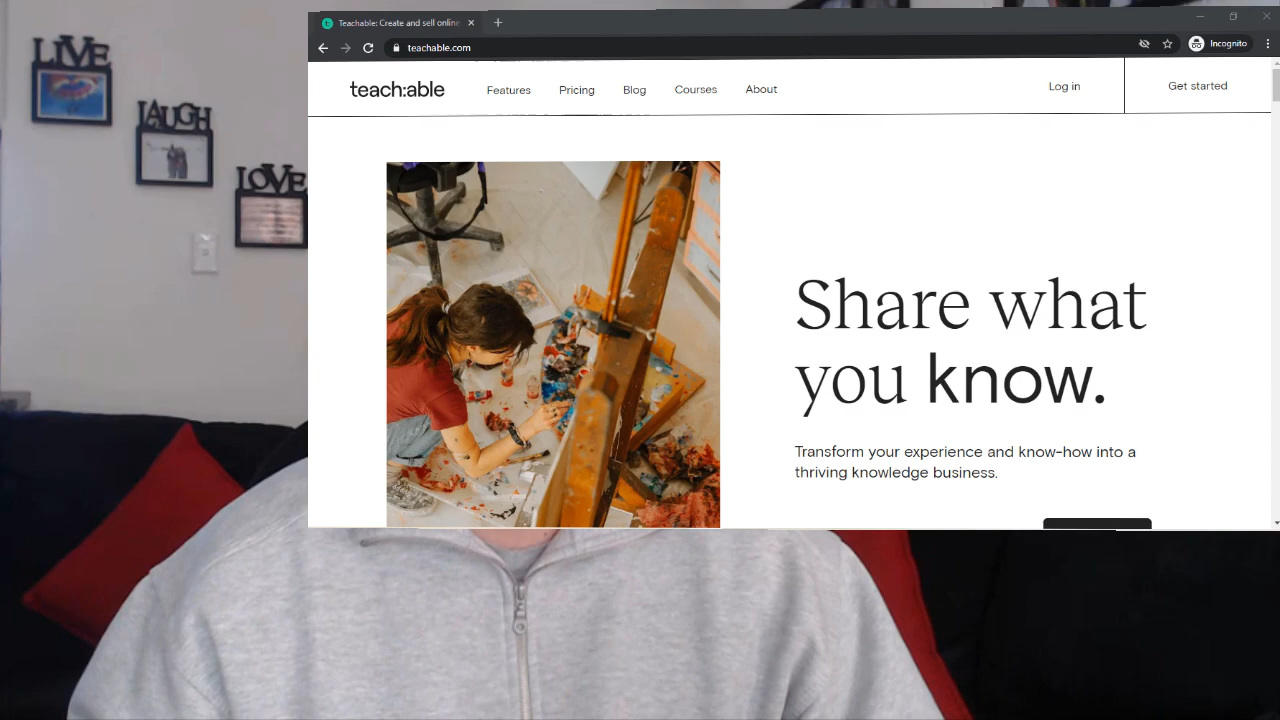 LIVE
LAUGH
LOVE
Teachable: Create and sell online
teachable.com
Incognito
teach:able
Features
Pricing
Blog
Courses
About
Log in
Get started
Share what
you know.
Transform your experience and know-how into a
thriving knowledge business.